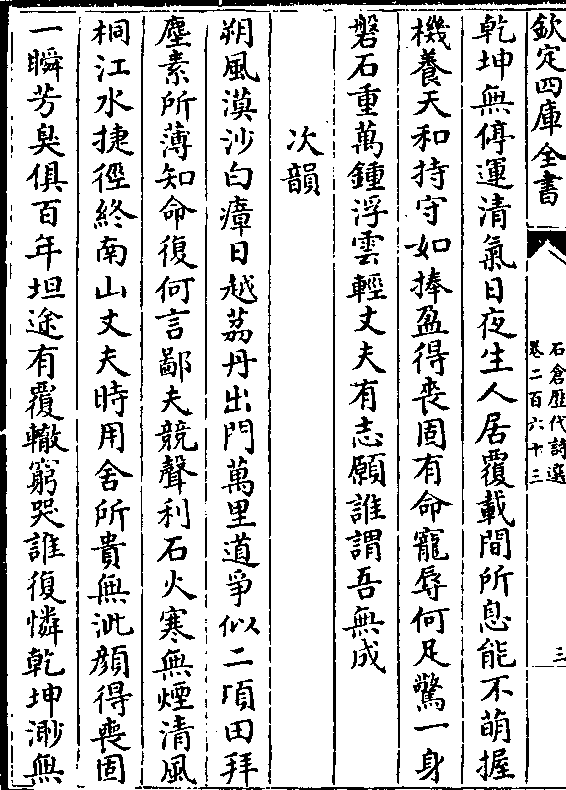 欽定四庫全書
石倉歴代詩選
卷二百六十三
三
乾坤無停運清氣日夜生人居覆載間所息能不萌握
機養天和持守如捧盈得喪固有命寵辱何足驚一身
磐石重萬鍾浮雲輕丈夫有志願誰謂吾無成
次韻
朔風漠沙白瘴日越荔丹出門萬里道爭似二頃田拜
塵素所薄知命復何言鄙夫競聲利石火寒無煙清風
桐江水捷徑終南山丈夫時用舍所貴無泚顔得喪固
一瞬芳臭俱百年坦途有覆轍窮哭誰復憐乾坤渺無